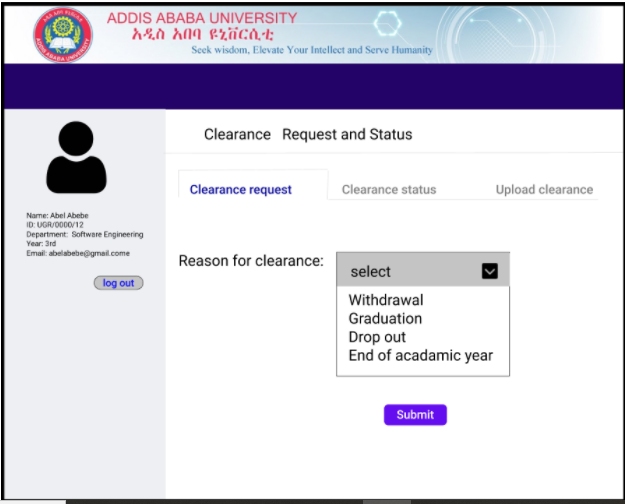 ADDIS ABABA UNIVERSITY
አዲስ አበባ ዩኒቨርሲቲ
Seek wisdom, Elevate Your Intellect and Serve Humanity
Clearance Request and Status
Clearance request
Clearance status
Upload clearance
Name: Abel Abebe
ID: UGR/0000/12
Department: Software Engineering
Year: 3rd
Email: abelabebe@gmail.come
log out
Reason for clearance:
select
Withdrawal
Graduation
Drop out
End of acadamic year
Submit